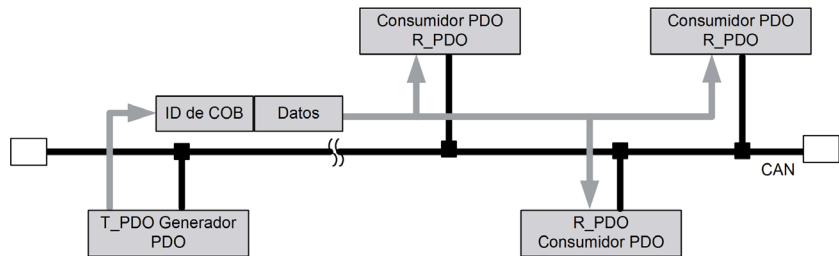 Consumidor PDO
R_PDO
Consumidor PDO
R_PDO
ID de COB
Datos
CAN
T_PDO Generador
PDO
R_PDO
Consumidor PDO